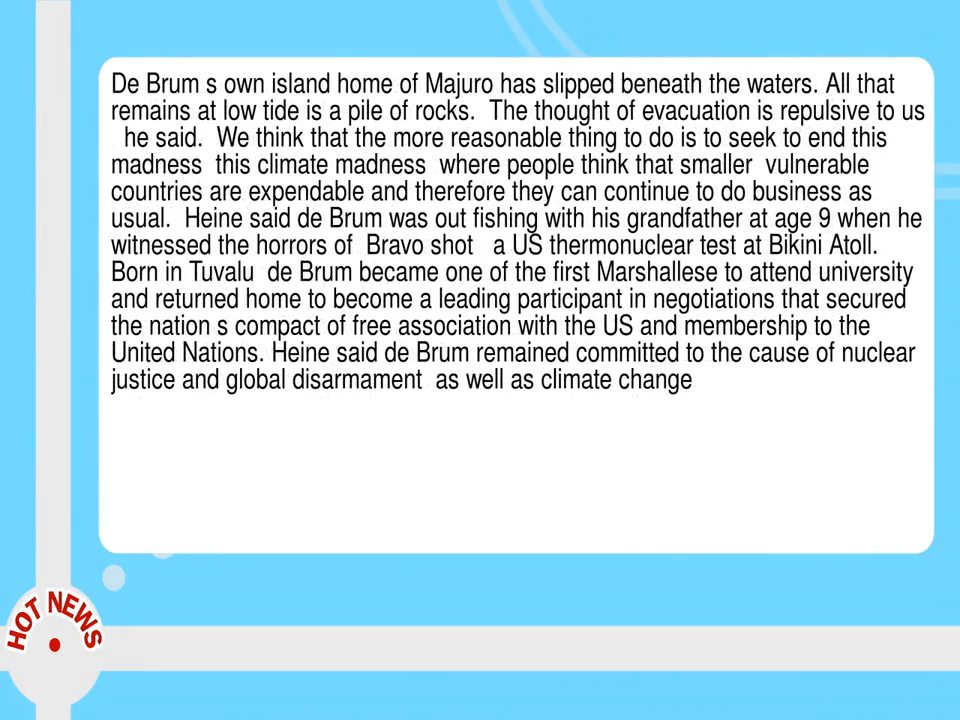 De Brum s own island home of Majuro has slipped beneath the waters. All that
remains at low tide is a pile of rocks.  The thought of evacuation is repulsive to us
he said.  We think that the more reasonable thing to do is to seek to end this
madness  this climate madness  where people think that smaller  vulnerable
countries are expendable and therefore they can continue to do business as
usual.  Heine said de Brum was out fishing with his grandfather at age 9 when he
witnessed the horrors of  Bravo shot  a US thermonuclear test at Bikini Atoll.
Born in Tuvalu  de Brum became one of the first Marshallese to attend university
and returned home to become a leading participant in negotiations that secured
the nation s compact of free association with the US and membership to the
United Nations. Heine said de Brum remained committed to the cause of nuclear
justice and global disarmament  as well as climate change
HOT NEWS